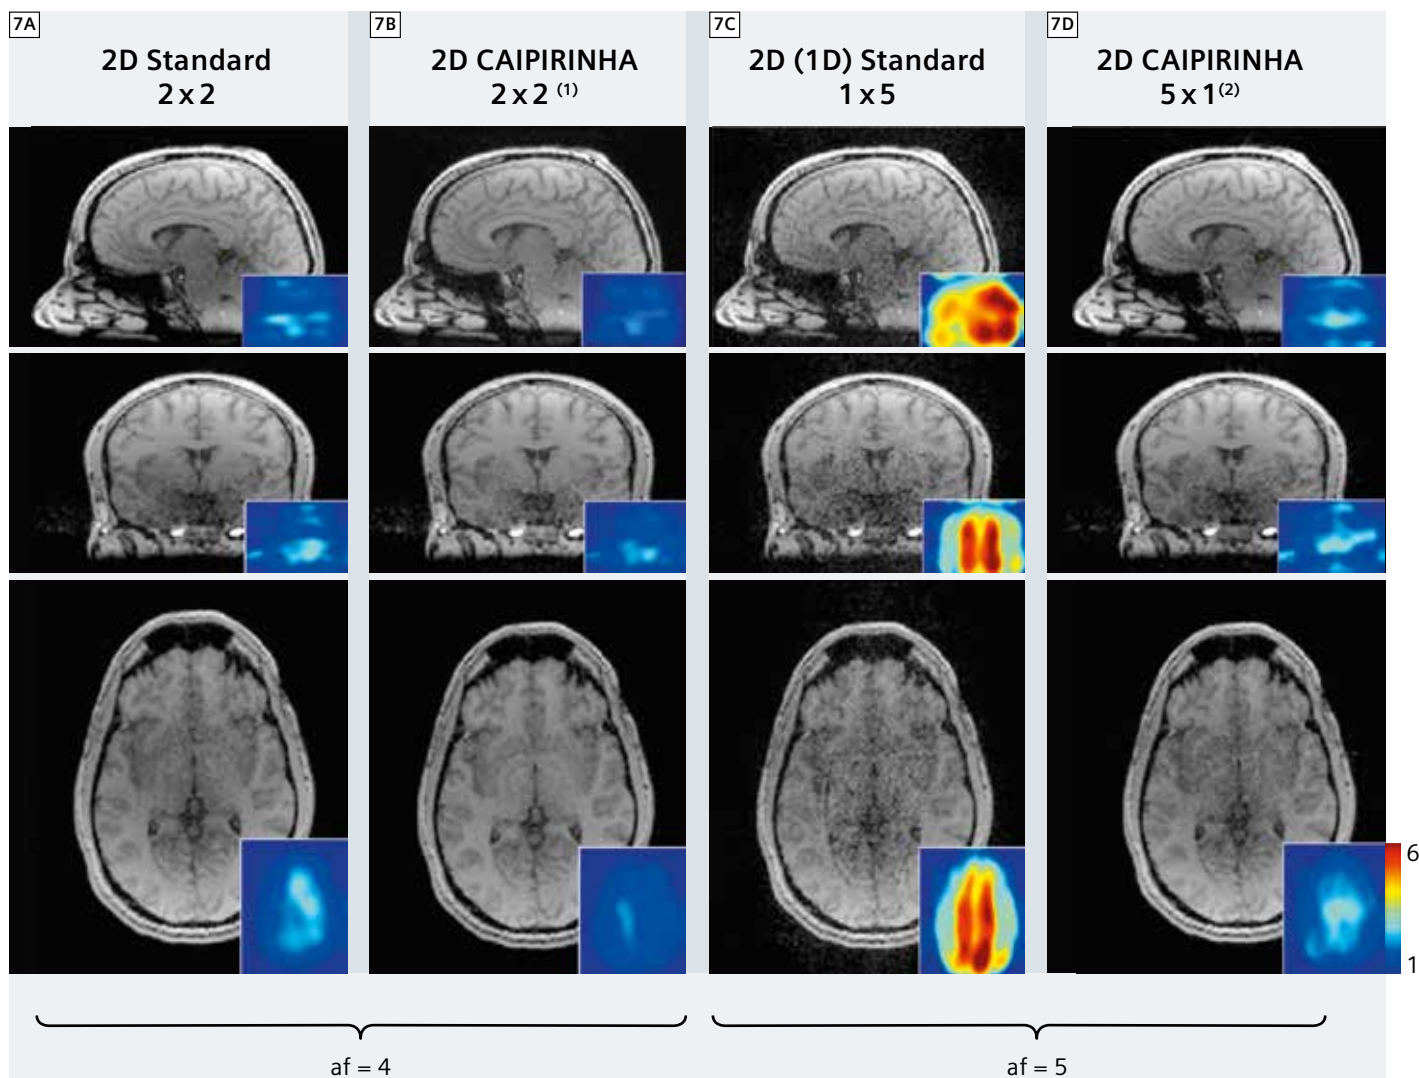 7A
2D Standard
2 x 2
7B
2D CAIPIRINHA
2 x 2 (1)
7C
2D (1D) Standard
1 x 5
7D
2D CAIPIRINHA
5 x 1(2)
6
1
af = 4
af = 5